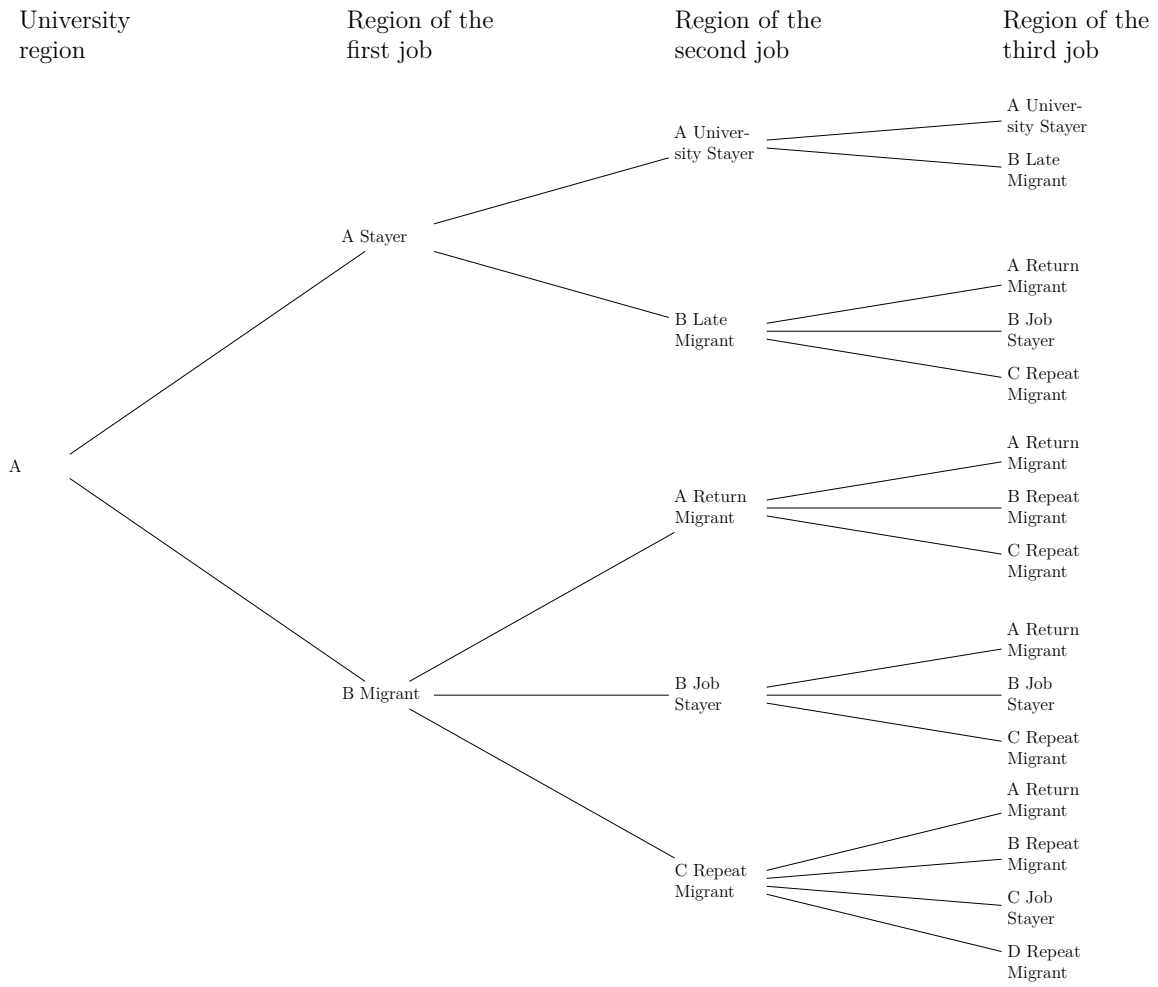 University
region
Region of the
first job
Region of the
second job
Region of the
third job
A
A Stayer
B Migrant
A Univer-
sity Stayer
B Late
Migrant
A Return
Migrant
B Job
Stayer
C Repeat
Migrant
A Univer-
sity Stayer
B Late
Migrant
A Return
Migrant
B Job
Stayer
C Repeat
Migrant
A Return
Migrant
B Repeat
Migrant
C Repeat
Migrant
A Return
Migrant
B Job
Stayer
C Repeat
Migrant
A Return
Migrant
B Repeat
Migrant
C Job
Stayer
D Repeat
Migrant